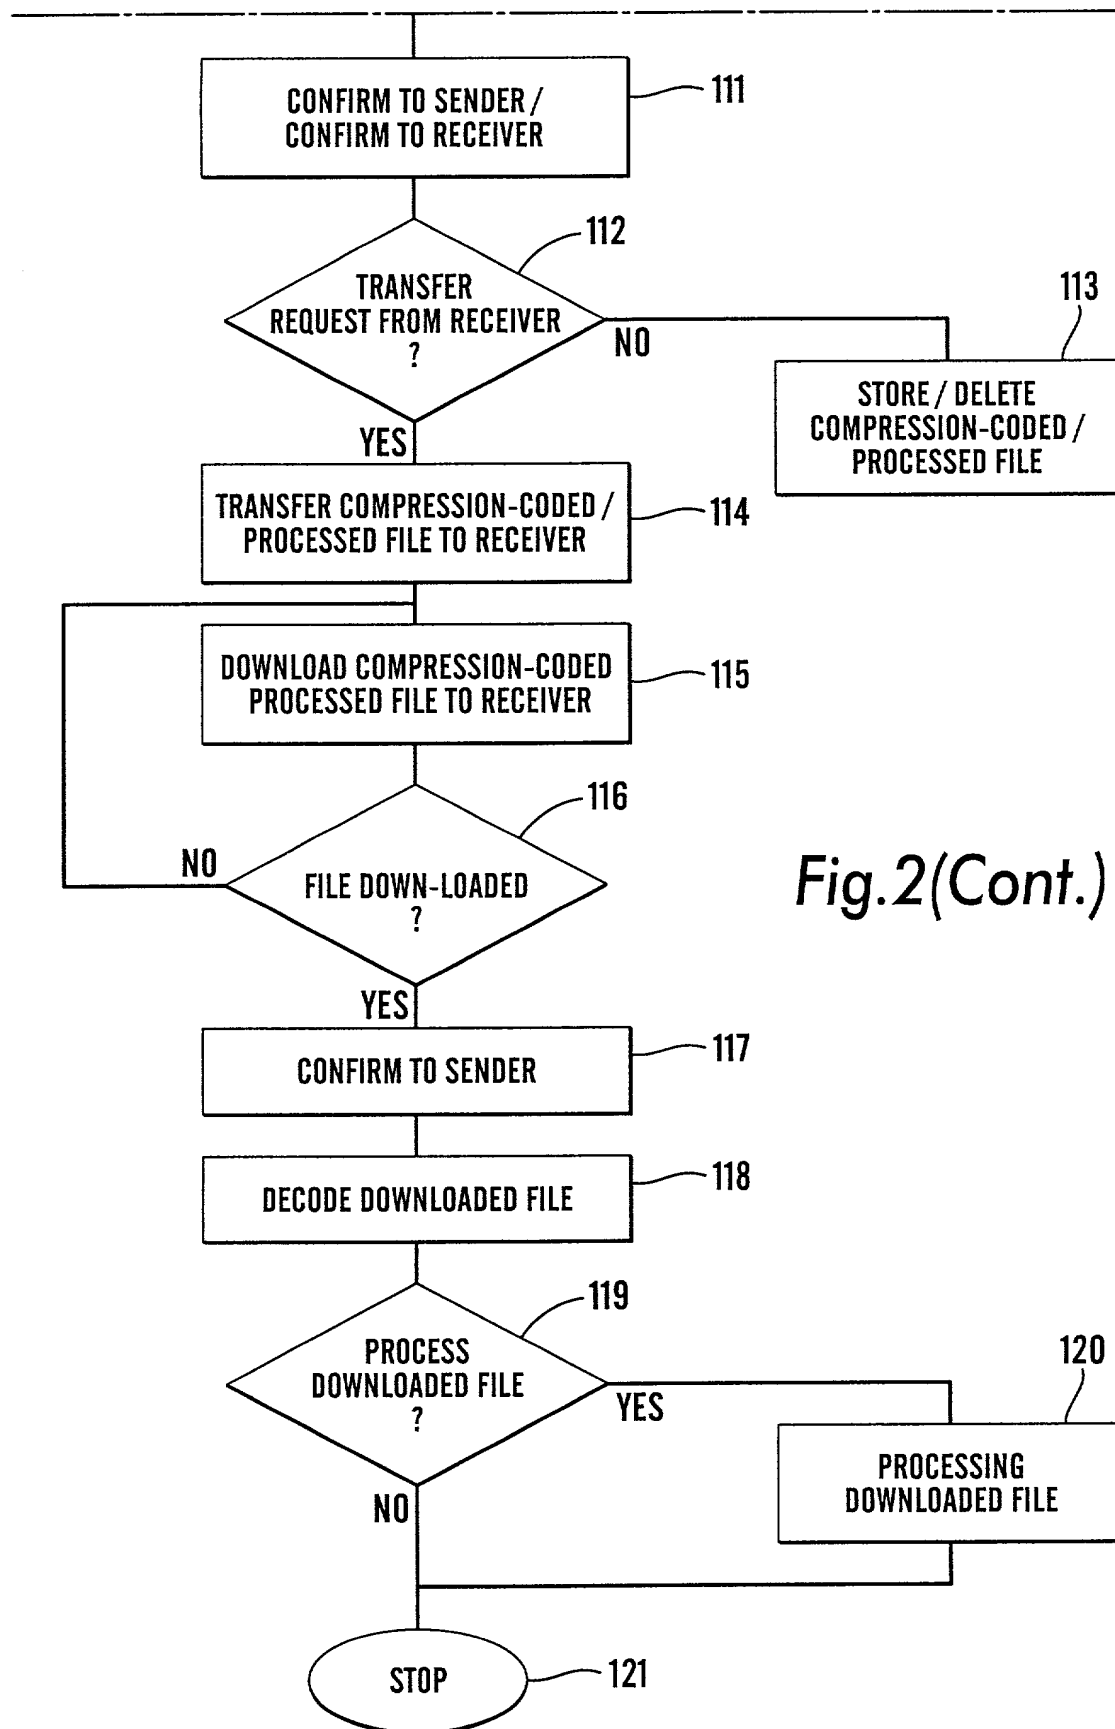 CONFIRM TO SENDER /
CONFIRM TO RECEIVER
111
112
TRANSFER
REQUEST FROM RECEIVER
?
NO
113
STORE / DELETE
COMPRESSION-CODED /
PROCESSED FILE
YES
TRANSFER COMPRESSION-CODED /
PROCESSED FILE TO RECEIVER
114
DOWNLOAD COMPRESSION-CODED
PROCESSED FILE TO RECEIVER
115
116
NO
FILE DOWN-LOADED
?
Fig.2(Cont.)
YES
CONFIRM TO SENDER
117
DECODE DOWNLOADED FILE
118
119
PROCESS
DOWNLOADED FILE
?
YES
120
PROCESSING
DOWNLOADED FILE
NO
STOP
121